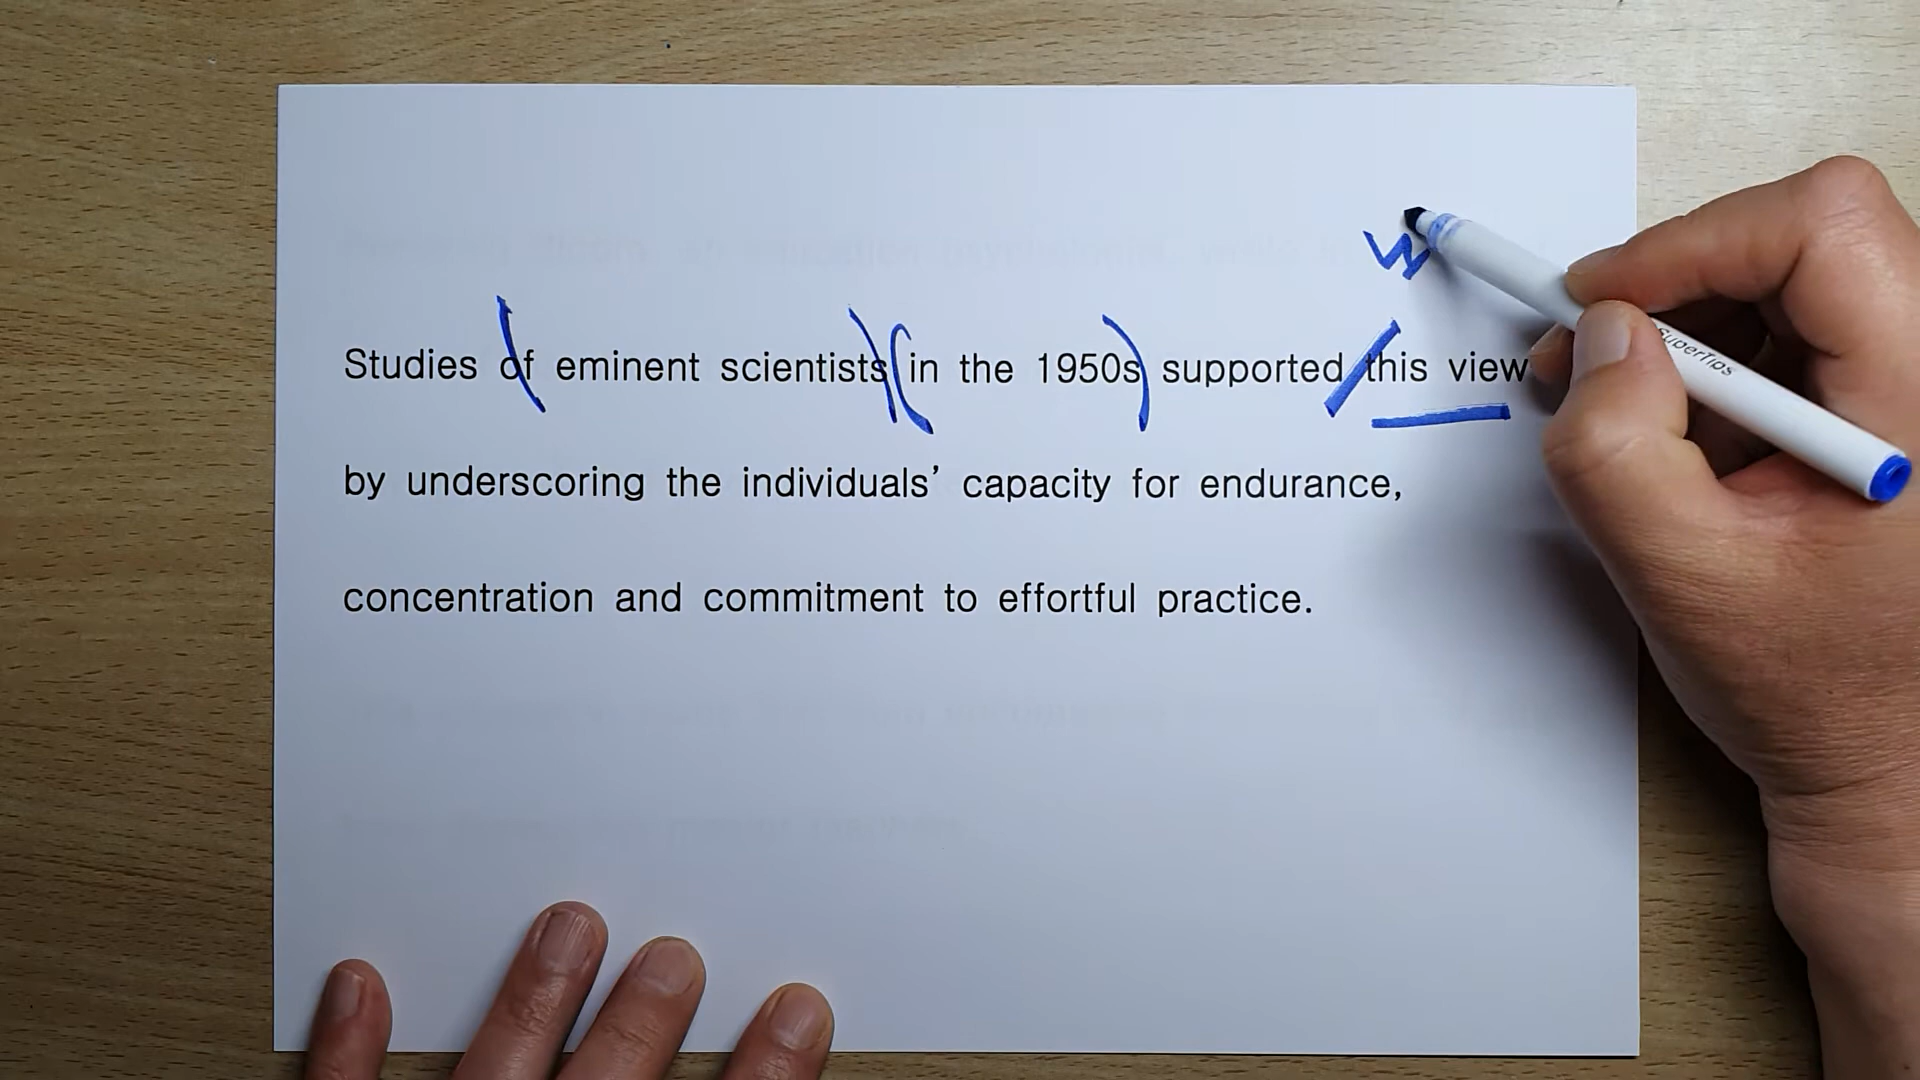 W
Studies of eminent scientists in the 1950s supported this view
by underscoring the individuals’ capacity for endurance,
concentration and commitment to effortful practice.
SuperTips